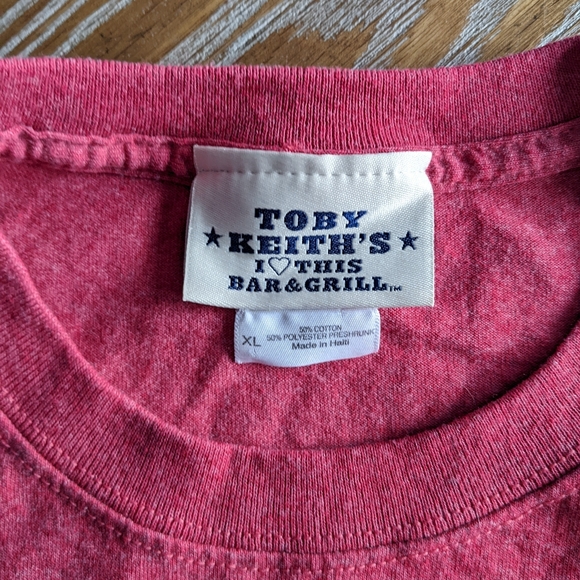 TOBY
★ KEITH'S ★
I ♡ THIS
BAR&GRILL™
XL
50% COTTON
50% POLYESTER PRESHRUNK
Made in Haiti